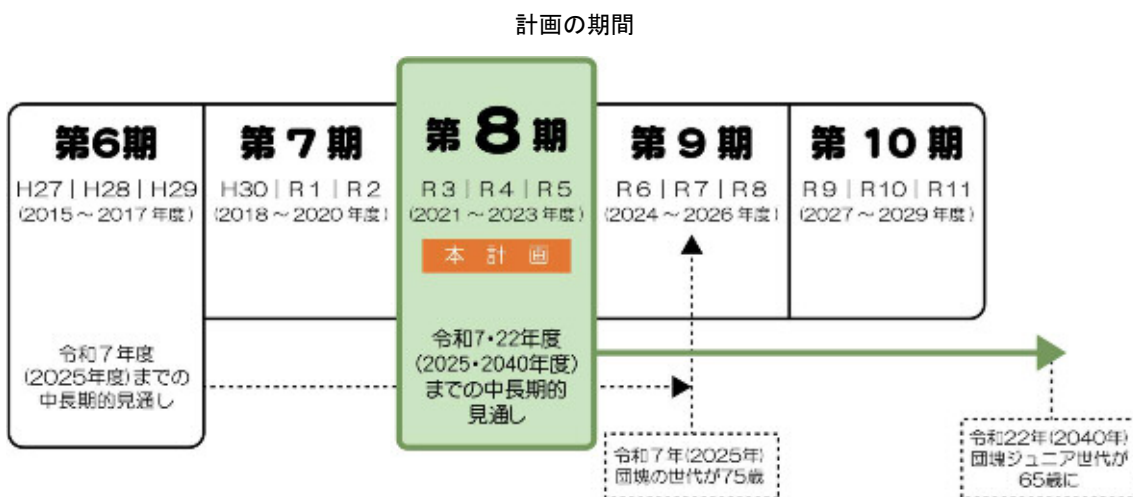 計画の期間
第6期
H27|H28|H29
(2015～2017年度)
令和7年度
(2025年度)までの
中長期的見通し
第7期
H30|R1|R2
(2018～2020年度)
第8期
R3|R4|R5
(2021～2023年度)
本計画
令和7・22年度
(2025・2040年度)
までの中長期的
見通し
第9期
R6|R7|R8
(2024～2026年度)
第10期
R9|R10|R11
(2027～2029年度)
令和7年(2025年)
団塊の世代が75歳
令和22年(2040年)
団塊ジュニア世代が
65歳に